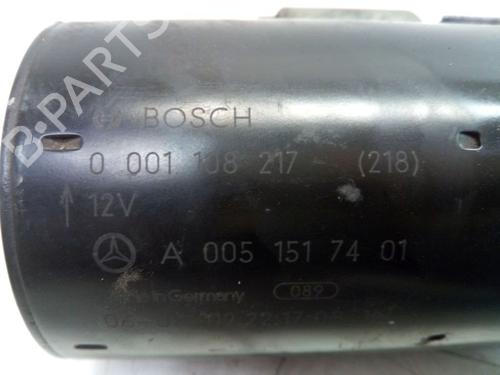 B-PARTS
BOSCH
0 001 108 217 (218)
12V
A 005 151 74 01
Made in Germany 089